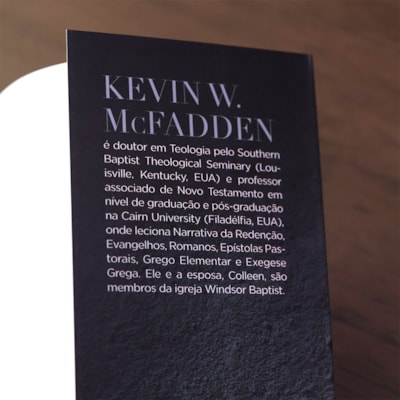 KEVIN W.
McFADDEN
é doutor em Teologia pelo Southern
Baptist Theological Seminary (Lou-
isville, Kentucky, EUA) e professor
associado de Novo Testamento em
nível de graduação e pós-graduação
na Cairn University (Filadélfia, EUA),
onde leciona Narrativa da Redenção,
Evangelhos, Romanos, Epístolas Pas-
torais, Grego Elementar e Exegese
Grega. Ele e a esposa, Colleen, são
membros da igreja Windsor Baptist.